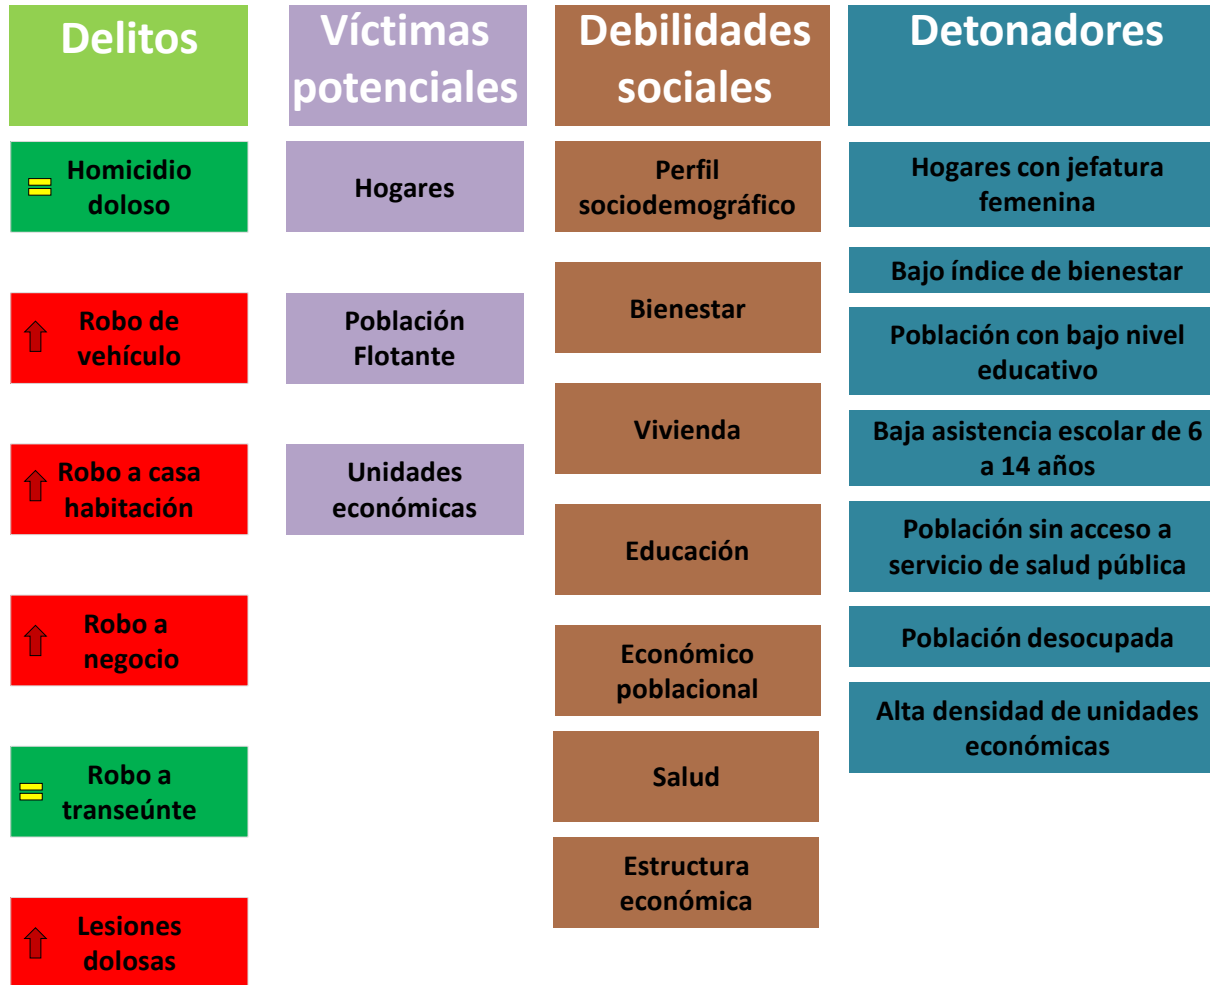 Delitos
Víctimas
potenciales
Debilidades
sociales
Detonadores
Homicidio
doloso
Robo de
vehículo
Robo a casa
habitación
Robo a
negocio
Robo a
transeúnte
Lesiones
dolosas
Hogares
Población
Flotante
Unidades
económicas
Perfil
sociodemográfico
Bienestar
Vivienda
Educación
Económico
poblacional
Salud
Estructura
económica
Hogares con jefatura
femenina
Bajo índice de bienestar
Población con bajo nivel
educativo
Baja asistencia escolar de 6
a 14 años
Población sin acceso a
servicio de salud pública
Población desocupada
Alta densidad de unidades
económicas